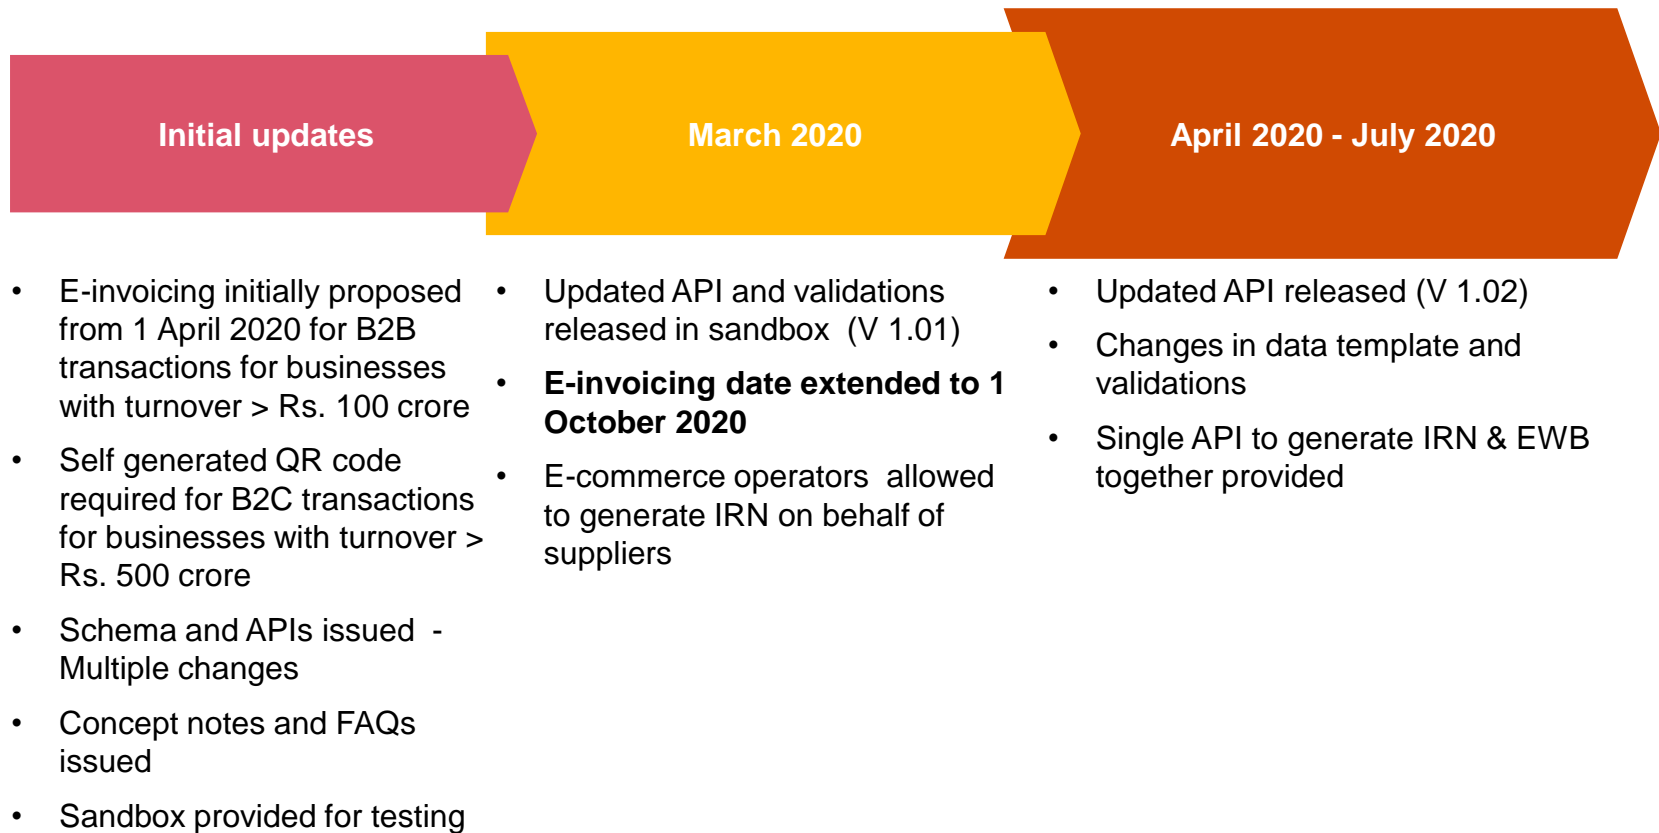 Initial updates
March 2020
April 2020 - July 2020
• E-invoicing initially proposed
from 1 April 2020 for B2B
transactions for businesses
with turnover > Rs. 100 crore
• Self generated QR code
required for B2C transactions
for businesses with turnover >
Rs. 500 crore
• Schema and APIs issued -
Multiple changes
• Concept notes and FAQs
issued
• Sandbox provided for testing
• Updated API and validations
released in sandbox (V 1.01)
• E-invoicing date extended to 1
October 2020
• E-commerce operators allowed
to generate IRN on behalf of
suppliers
• Updated API released (V 1.02)
• Changes in data template and
validations
• Single API to generate IRN & EWB
together provided